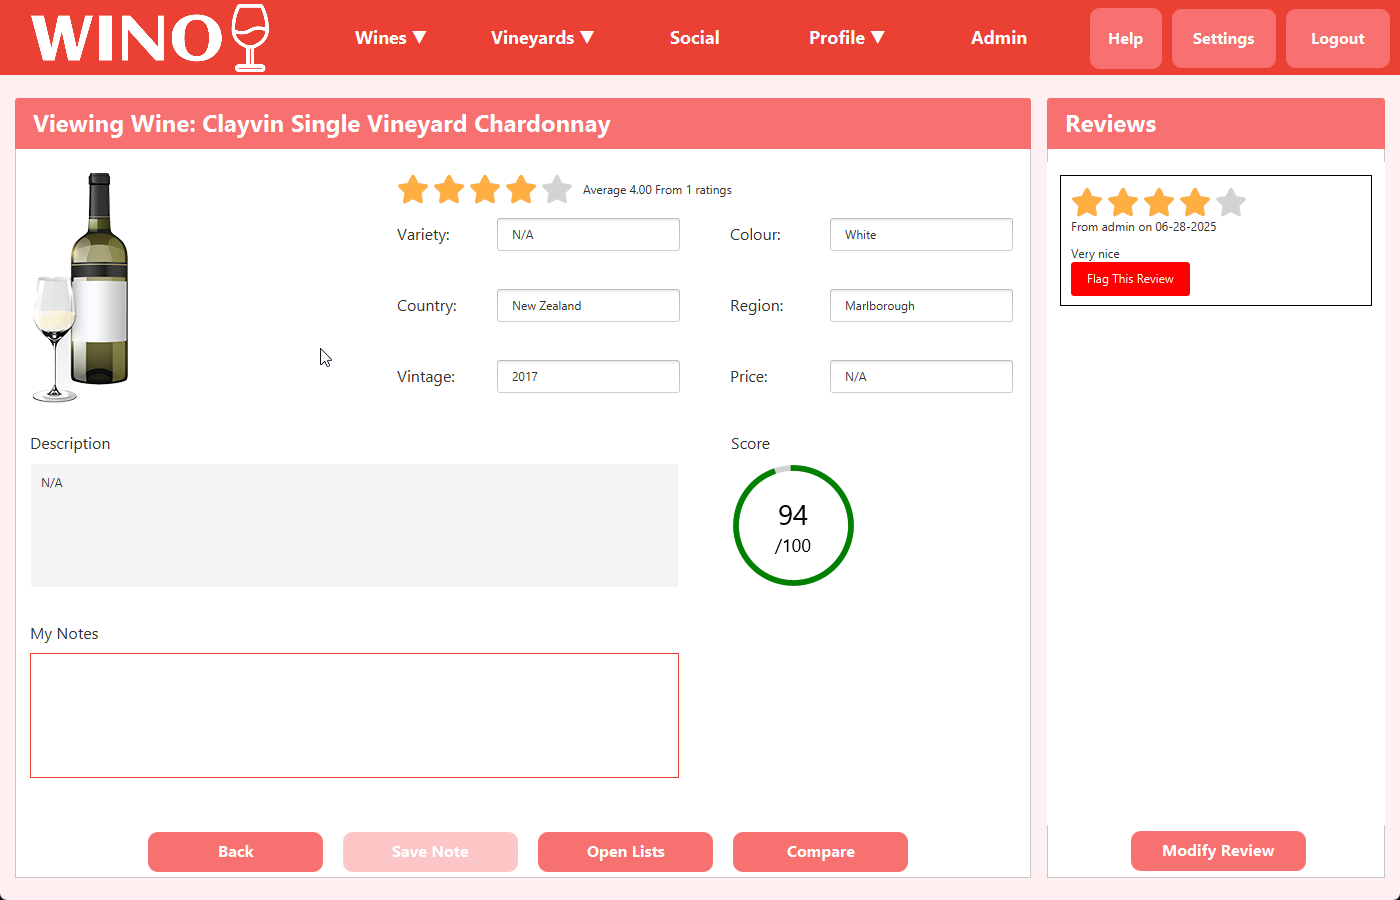 WINO
Wines ▼ Vineyards ▼ Social Profile ▼ Admin Help Settings Logout
Viewing Wine: Clayvin Single Vineyard Chardonnay
Average 4.00 From 1 ratings
Variety: N/A Colour: White
Country: New Zealand Region: Marlborough
Vintage: 2017 Price: N/A
Description
N/A
Score
94
/100
My Notes
Back Save Note Open Lists Compare
Reviews
From admin on 06-28-2025
Very nice
Flag This Review
Modify Review